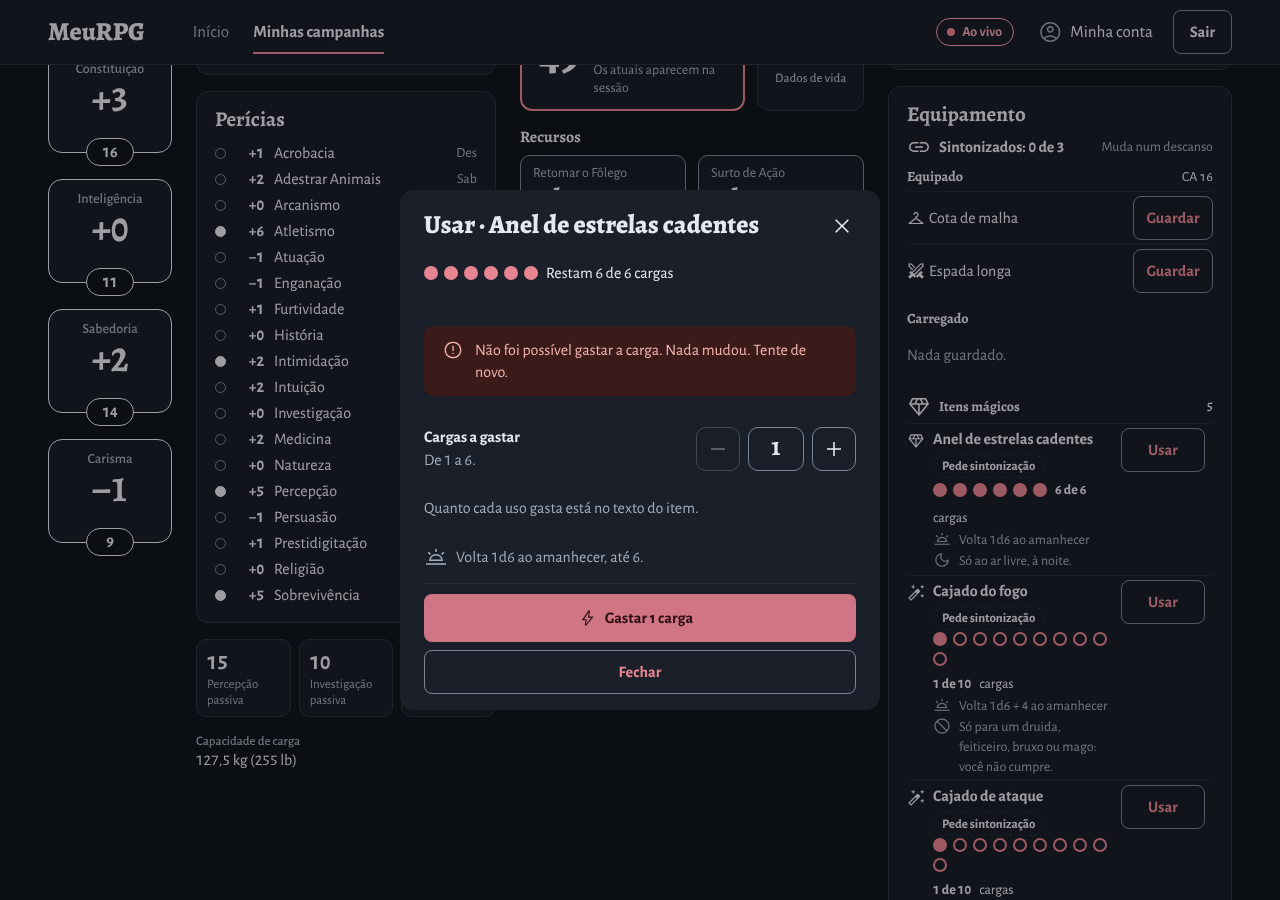 MeuRPG
Início
Minhas campanhas
Ao vivo
Minha conta
Sair
Constituição
+3
16
Inteligência
+0
11
Sabedoria
+2
14
Carisma
−1
9
Perícias
+1 Acrobacia Des
+2 Adestrar Animais Sab
+0 Arcanismo
+6 Atletismo
−1 Atuação
−1 Enganação
+1 Furtividade
+0 História
+2 Intimidação
+2 Intuição
+0 Investigação
+2 Medicina
+0 Natureza
+5 Percepção
−1 Persuasão
+1 Prestidigitação
+0 Religião
+5 Sobrevivência
15
Percepção
passiva
10
Investigação
passiva
Capacidade de carga
127,5 kg (255 lb)
Os atuais aparecem na
sessão
Dados de vida
Recursos
Retomar o Fôlego
Surto de Ação
Usar · Anel de estrelas cadentes
Restam 6 de 6 cargas
Não foi possível gastar a carga. Nada mudou. Tente de
novo.
Cargas a gastar
De 1 a 6.
1
Quanto cada uso gasta está no texto do item.
Volta 1d6 ao amanhecer, até 6.
Gastar 1 carga
Fechar
Equipamento
Sintonizados: 0 de 3
Muda num descanso
Equipado
CA 16
Cota de malha
Guardar
Espada longa
Guardar
Carregado
Nada guardado.
Itens mágicos
5
Anel de estrelas cadentes
Usar
Pede sintonização
6 de 6
cargas
Volta 1d6 ao amanhecer
Só ao ar livre, à noite.
Cajado do fogo
Usar
Pede sintonização
1 de 10 cargas
Volta 1d6 + 4 ao amanhecer
Só para um druida,
feiticeiro, bruxo ou mago:
você não cumpre.
Cajado de ataque
Usar
Pede sintonização
1 de 10 cargas